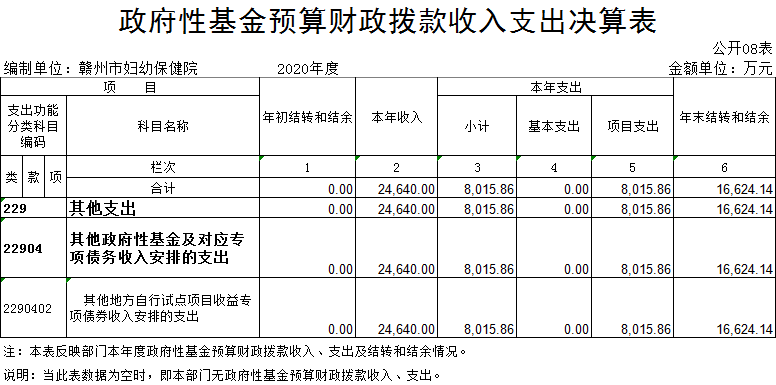 政府性基金预算财政拨款收入支出决算表
公开08表
编制单位：赣州市妇幼保健院 2020年度 金额单位：万元
项 目 年初结转和结余 本年收入 本年支出 年末结转和结余
支出功能分类科目编码 科目名称 小计 基本支出 项目支出
类 款 项 栏次 1 2 3 4 5 6
合计 0.00 24,640.00 8,015.86 0.00 8,015.86 16,624.14
229 其他支出 0.00 24,640.00 8,015.86 0.00 8,015.86 16,624.14
22904 其他政府性基金及对应专
项债务收入安排的支出 0.00 24,640.00 8,015.86 0.00 8,015.86 16,624.14
2290402 其他地方自行试点项目收益专
项债券收入安排的支出 0.00 24,640.00 8,015.86 0.00 8,015.86 16,624.14
注：本表反映部门本年度政府性基金预算财政拨款收入、支出及结转和结余情况。
说明：当此表数据为空时，即本部门无政府性基金预算财政拨款收入、支出。